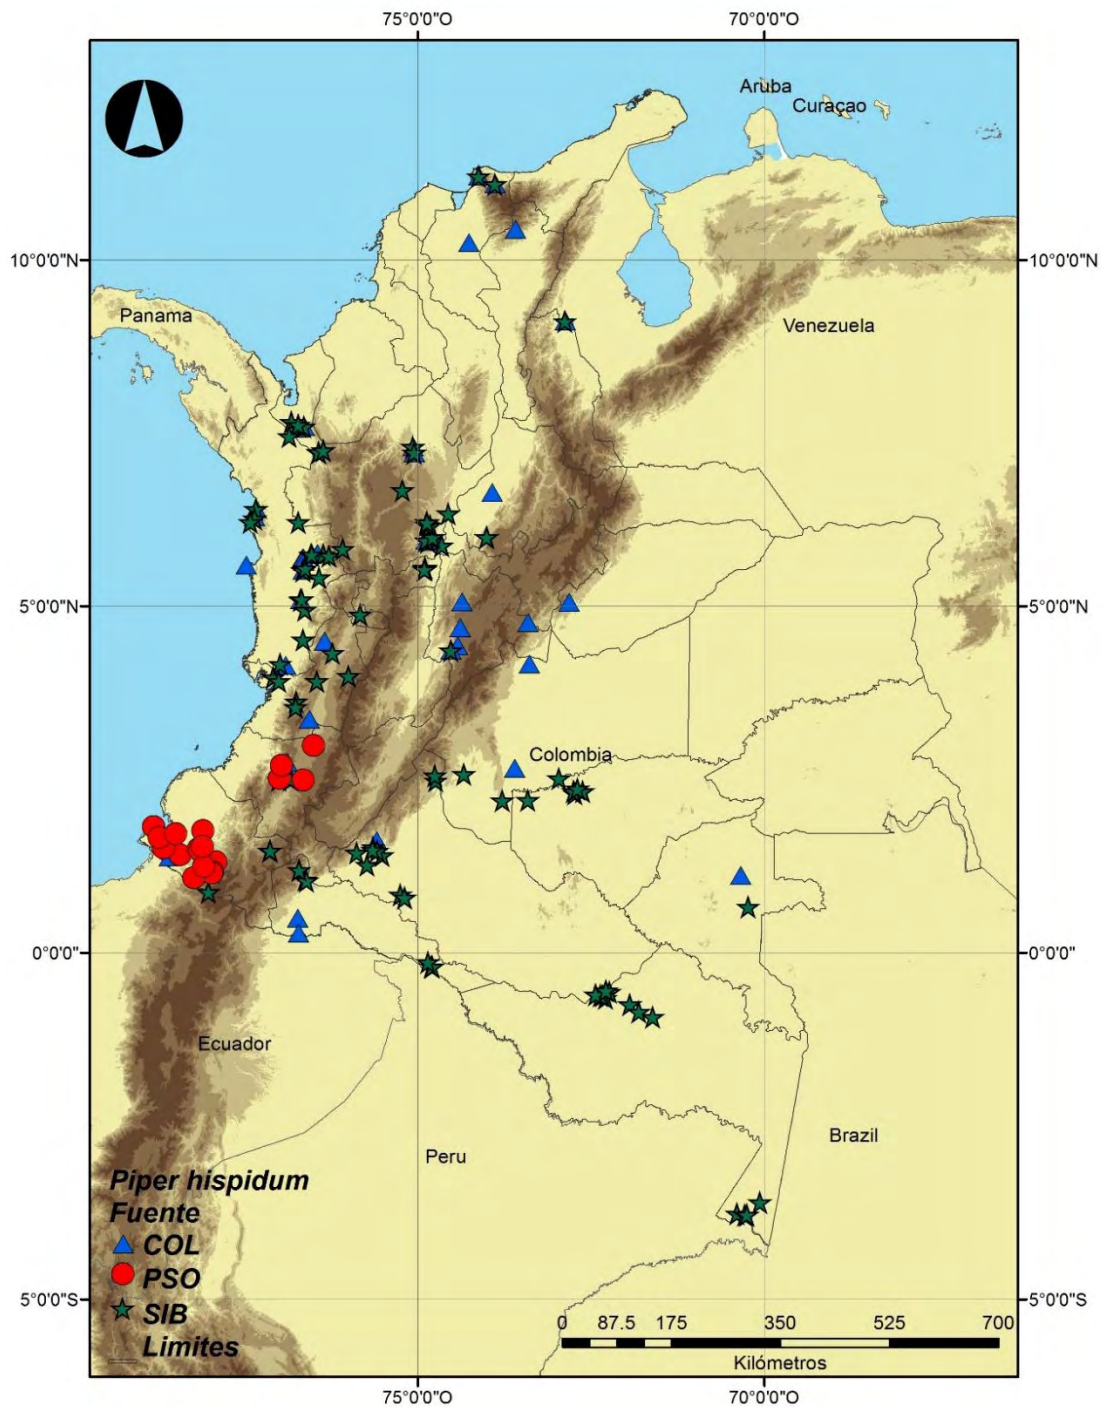 75°0'0"O 70°0'0"O
Aruba
Curaçao
10°0'0"N 10°0'0"N
Panama
Venezuela
5°0'0"N 5°0'0"N
Colombia
0°0'0" 0°0'0"
Ecuador
Brazil
Peru
Piper hispidum
Fuente
COL
PSO
SIB
Limites
5°0'0"S 5°0'0"S
0 87.5 175 350 525 700
Kilómetros
75°0'0"O 70°0'0"O